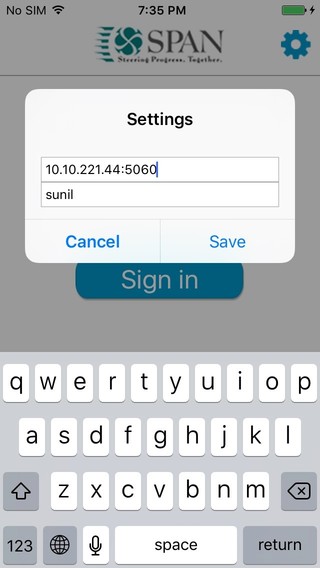 No SIM 7:35 PM
SPAN
Steering Progress, Together.
Settings
10.10.221.44:5060
sunil
Cancel Save
Sign in
q w e r t y u i o p
a s d f g h j k l
z x c v b n m
123 space return